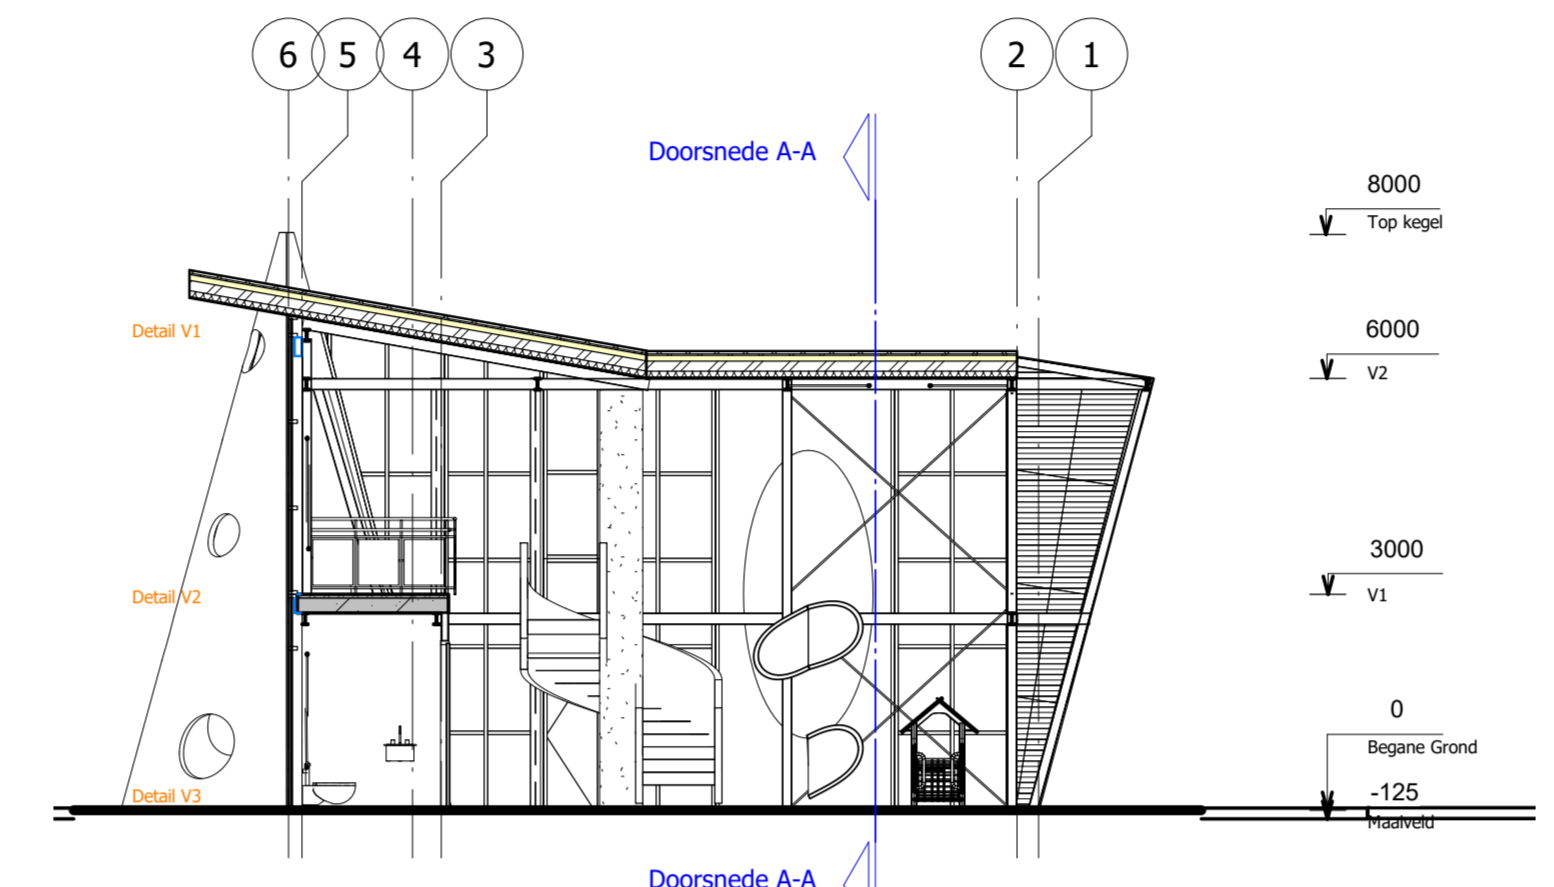 6 5 4 3 2 1
Doorsnede A-A
8000
Top kegel
Detail V1
6000
V2
3000
Detail V2
V1
0
Begane Grond
Detail V3
-125
Maaiveld
Doorsnede A-A